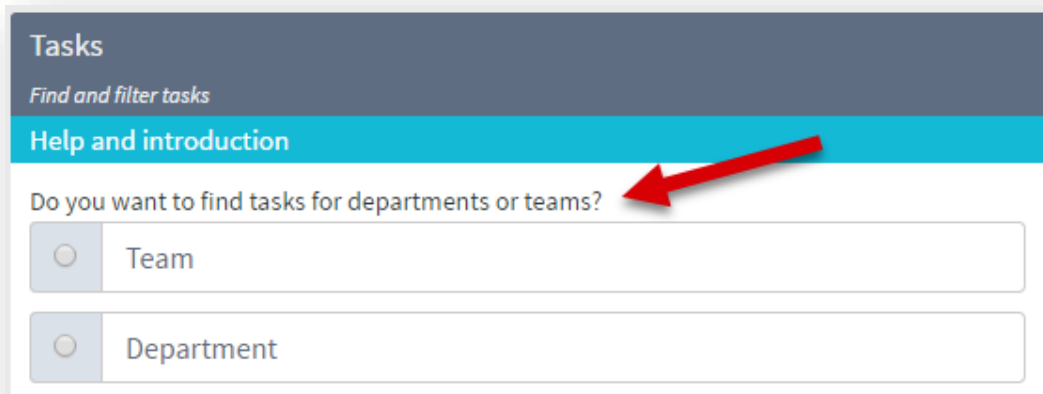 Tasks
Find and filter tasks
Help and introduction
Do you want to find tasks for departments or teams?
Team
Department